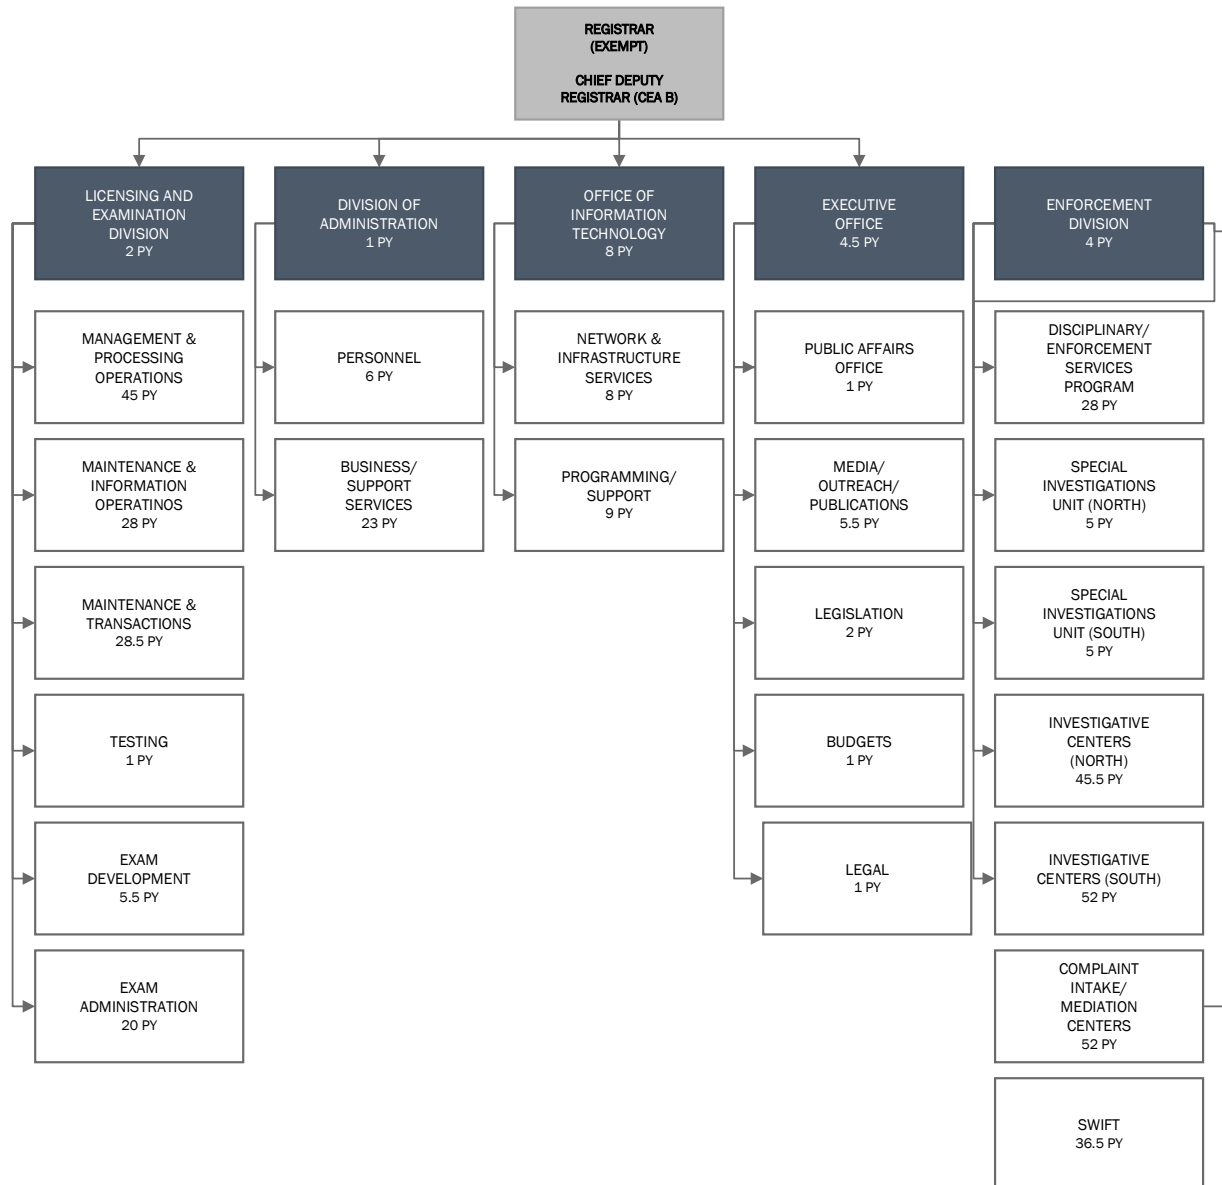 REGISTRAR
(EXEMPT)
CHIEF DEPUTY
REGISTRAR (CEA B)
LICENSING AND
EXAMINATION
DIVISION
2 PY
MANAGEMENT &
PROCESSING
OPERATIONS
45 PY
MAINTENANCE &
INFORMATION
OPERATINOS
28 PY
MAINTENANCE &
TRANSACTIONS
28.5 PY
TESTING
1 PY
EXAM
DEVELOPMENT
5.5 PY
EXAM
ADMINISTRATION
20 PY
DIVISION OF
ADMINISTRATION
1 PY
PERSONNEL
6 PY
BUSINESS/
SUPPORT
SERVICES
23 PY
OFFICE OF
INFORMATION
TECHNOLOGY
8 PY
NETWORK &
INFRASTRUCTURE
SERVICES
8 PY
PROGRAMMING/
SUPPORT
9 PY
EXECUTIVE
OFFICE
4.5 PY
PUBLIC AFFAIRS
OFFICE
1 PY
MEDIA/
OUTREACH/
PUBLICATIONS
5.5 PY
LEGISLATION
2 PY
BUDGETS
1 PY
LEGAL
1 PY
ENFORCEMENT
DIVISION
4 PY
DISCIPLINARY/
ENFORCEMENT
SERVICES
PROGRAM
28 PY
SPECIAL
INVESTIGATIONS
UNIT (NORTH)
5 PY
SPECIAL
INVESTIGATIONS
UNIT (SOUTH)
5 PY
INVESTIGATIVE
CENTERS
(NORTH)
45.5 PY
INVESTIGATIVE
CENTERS (SOUTH)
52 PY
COMPLAINT
INTAKE/
MEDIATION
CENTERS
52 PY
SWIFT
36.5 PY